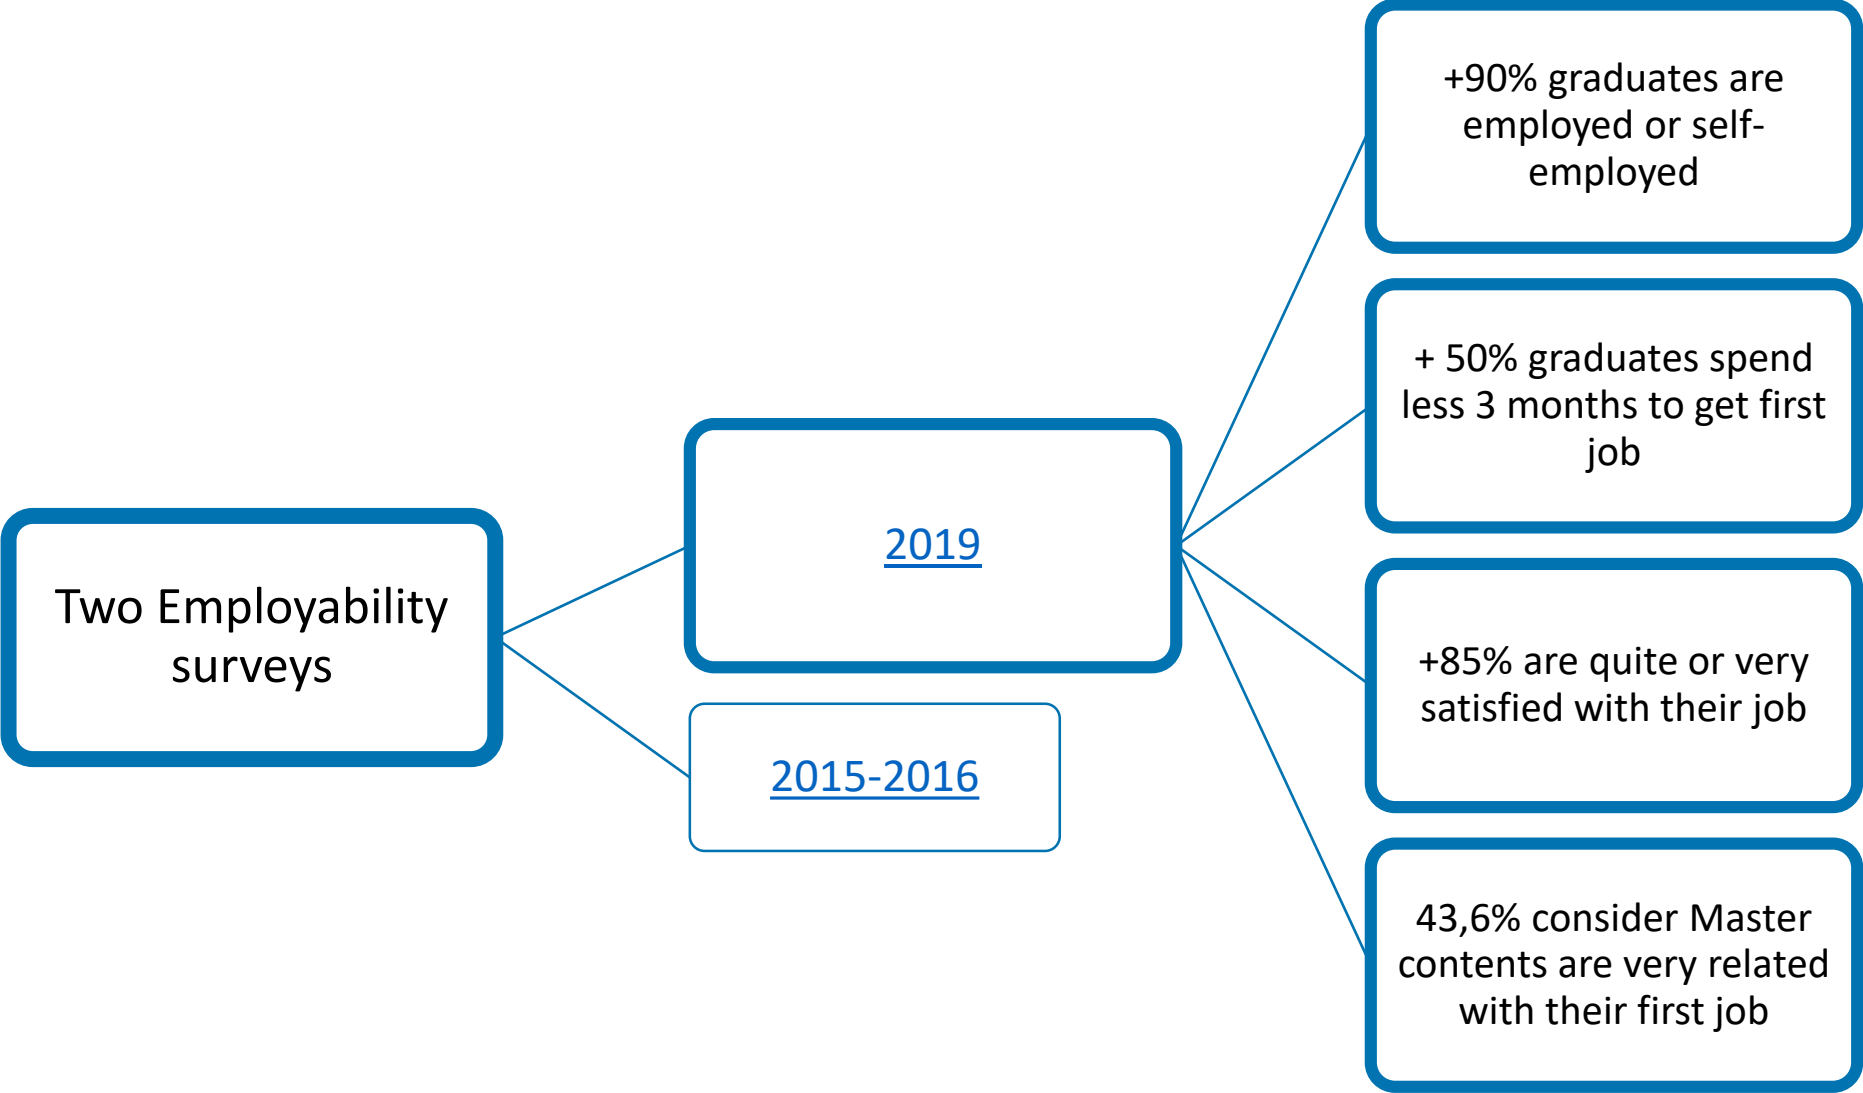 Two Employability
surveys
2019
2015-2016
+90% graduates are
employed or self-
employed
+ 50% graduates spend
less 3 months to get first
job
+85% are quite or very
satisfied with their job
43,6% consider Master
contents are very related
with their first job